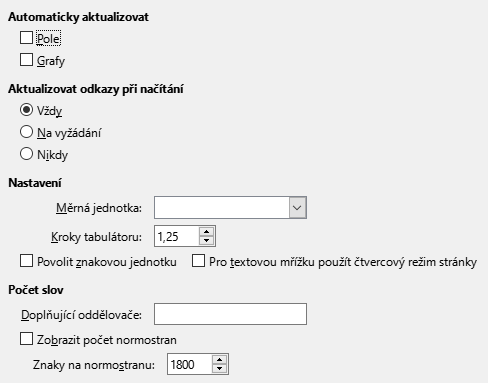 Automaticky aktualizovat
Pole
Grafy
Aktualizovat odkazy při načítání
Vždy
Na vyžádání
Nikdy
Nastavení
Měrná jednotka:
Kroky tabulátoru: 1,25
Povolit znakovou jednotku Pro textovou mřížku použít čtvercový režim stránky
Počet slov
Doplňující oddělovače:
Zobrazit počet normostran
Znaky na normostranu: 1800